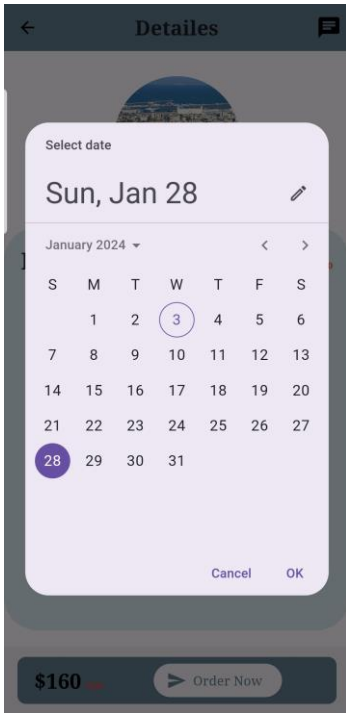 Detailes
Select date
Sun, Jan 28
January 2024
S M T W T F S
1 2 3 4 5 6
7 8 9 10 11 12 13
14 15 16 17 18 19 20
21 22 23 24 25 26 27
28 29 30 31
Cancel OK
$160 Order Now